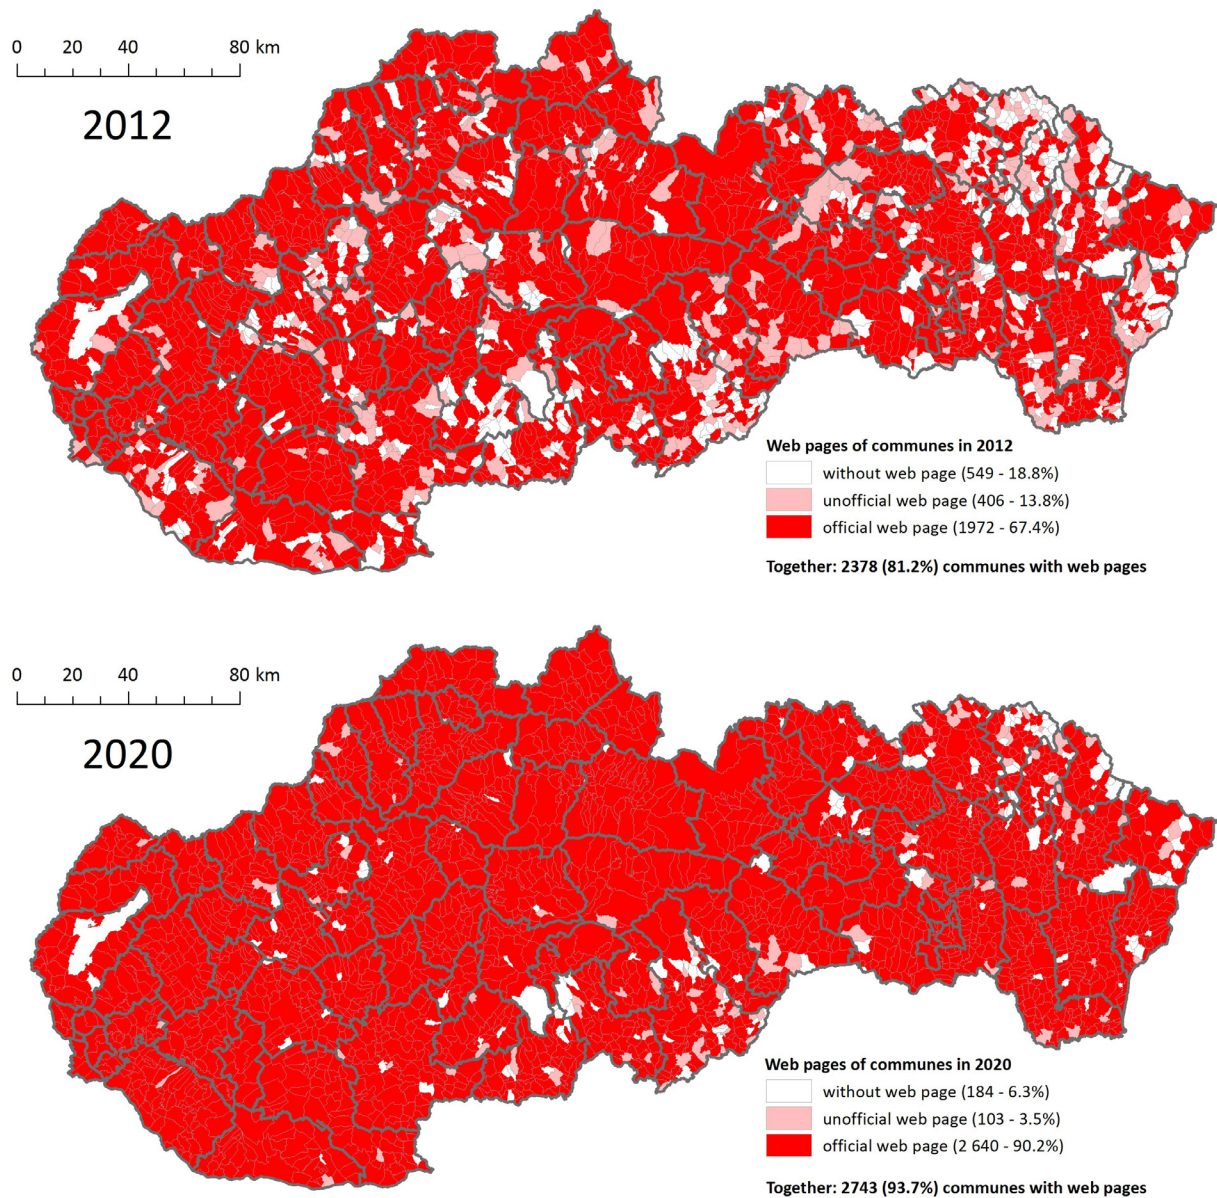 0 20 40 80 km
2012
Web pages of communes in 2012
without web page (549 - 18.8%)
unofficial web page (406 - 13.8%)
official web page (1972 - 67.4%)
Together: 2378 (81.2%) communes with web pages
0 20 40 80 km
2020
Web pages of communes in 2020
without web page (184 - 6.3%)
unofficial web page (103 - 3.5%)
official web page (2 640 - 90.2%)
Together: 2743 (93.7%) communes with web pages